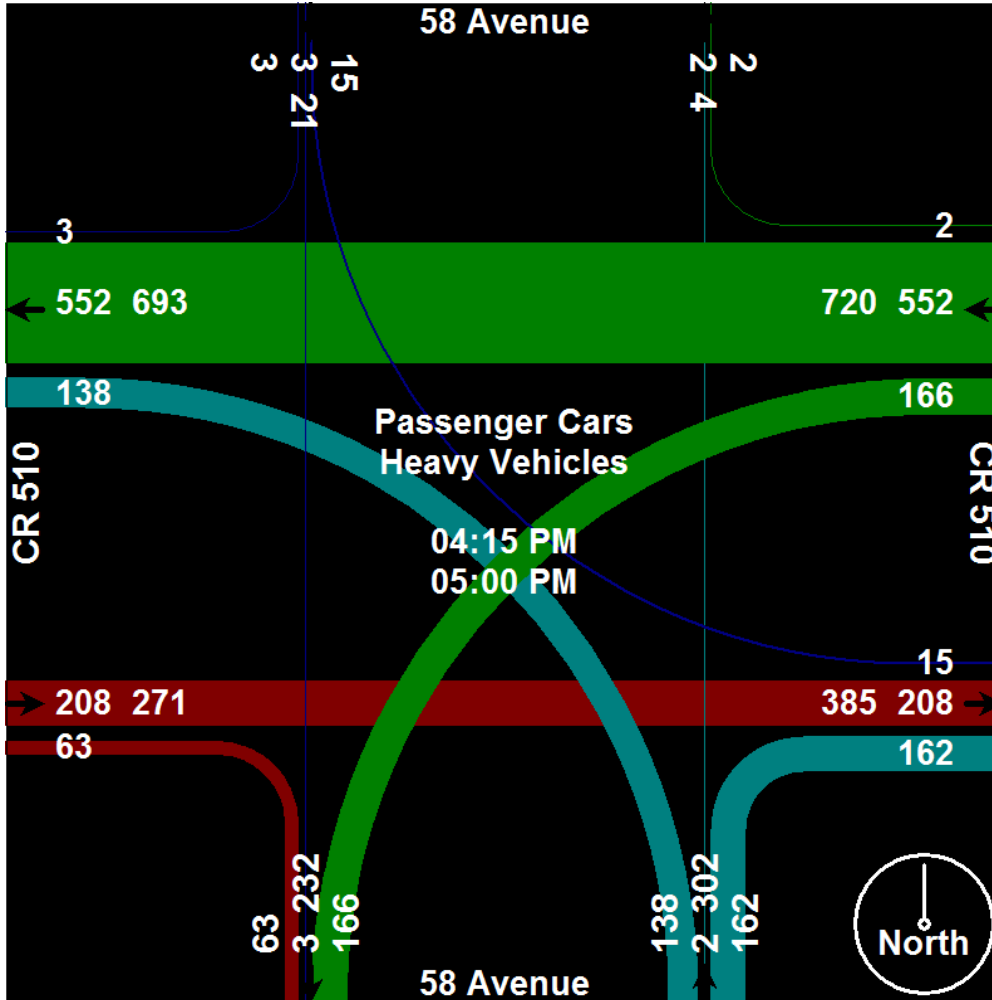 58 Avenue
3 3 15
21
2 2
4
3
2
552 693
720 552
138
166
Passenger Cars
Heavy Vehicles
CR 510
CR 510
04:15 PM
05:00 PM
15
208 271
385 208
63
162
232
302
63 3 166
138 2 162
North
58 Avenue